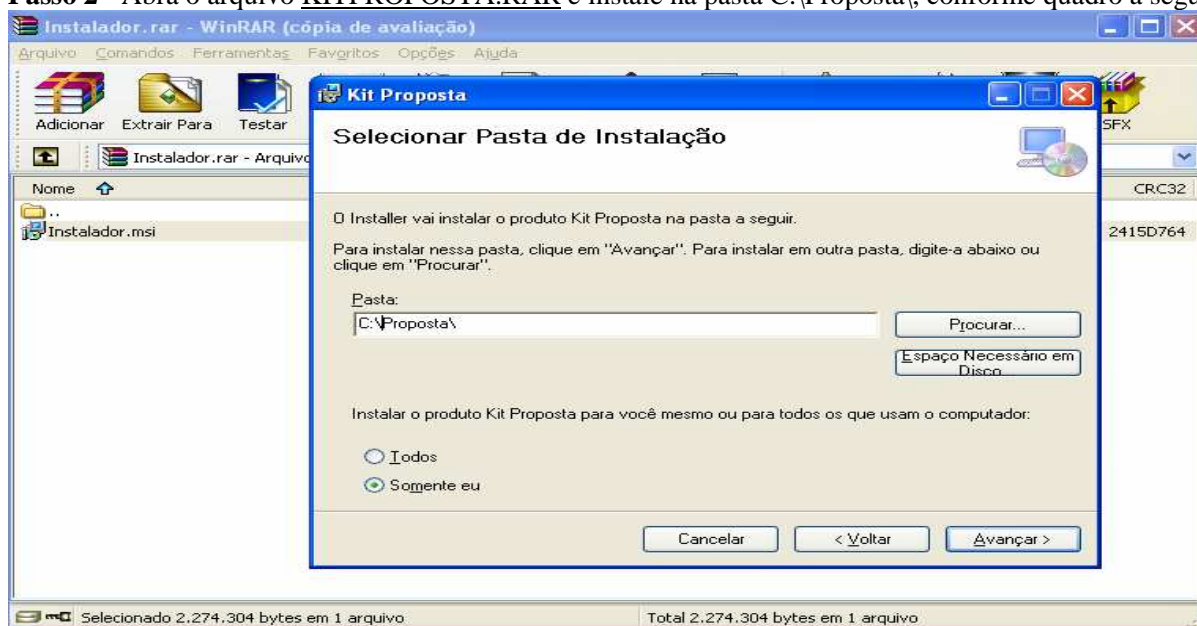 Passo 2 - Abra o arquivo KITPROPOSTA.RAR e instale na pasta C:\Proposta\, conforme quadro a segu
Instalador.rar - WinRAR (cópia de avaliação)
Arquivo Comandos Ferramentas Favoritos Opções Ajuda
Adicionar Extrair Para Testar SFX
Instalador.rar - Arquivo
Nome CRC32
..
Instalador.msi 2415D764
Kit Proposta
Selecionar Pasta de Instalação
O Installer vai instalar o produto Kit Proposta na pasta a seguir.
Para instalar nessa pasta, clique em "Avançar". Para instalar em outra pasta, digite-a abaixo ou
clique em "Procurar".
Pasta:
C:\Proposta\
Procurar...
Espaço Necessário em
Disco
Instalar o produto Kit Proposta para você mesmo ou para todos os que usam o computador:
Todos
Somente eu
Cancelar < Voltar Avançar >
Selecionado 2.274.304 bytes em 1 arquivo Total 2.274.304 bytes em 1 arquivo